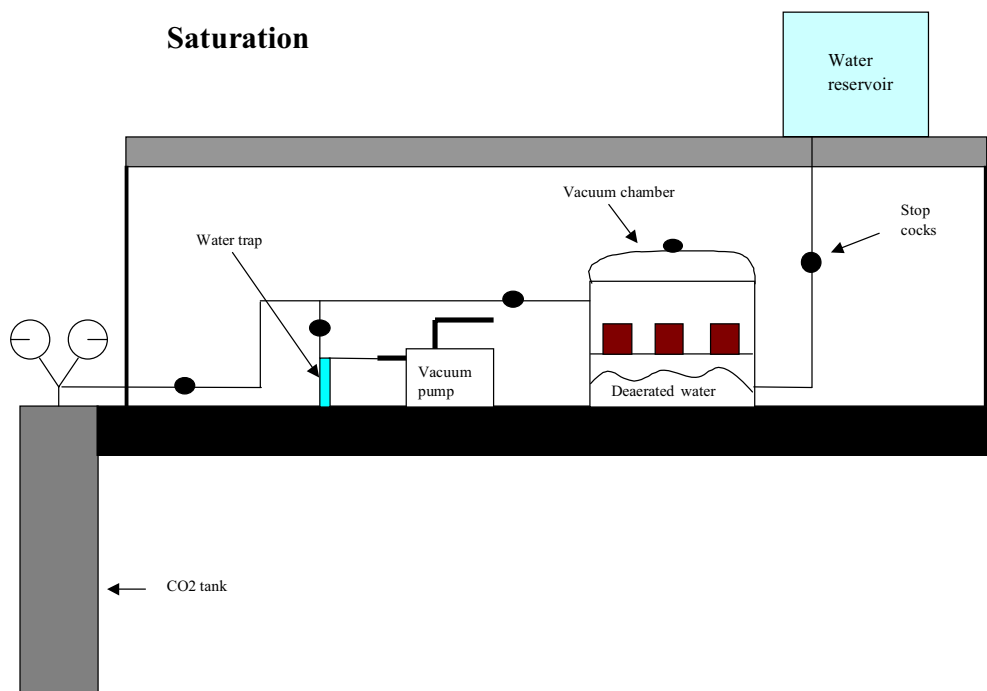 Saturation
Water
reservoir
Vacuum chamber
Stop
cocks
Water trap
Vacuum
pump
Deaerated water
CO2 tank